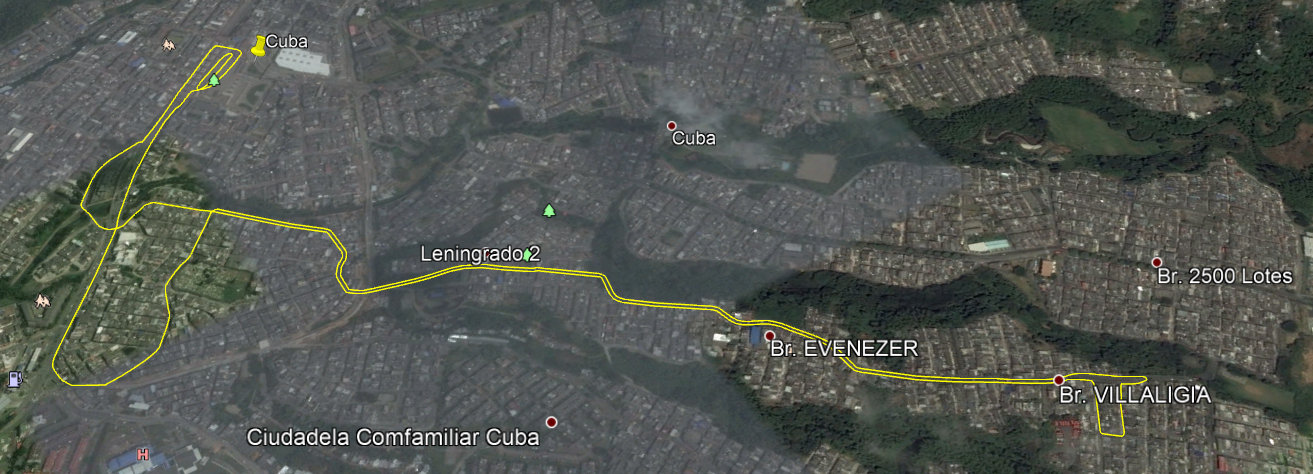 Cuba
Cuba
Leningrado 2
Br. 2500 Lotes
Br. EVENEZER
Br. VILLALIGIA
Ciudadela Comfamiliar Cuba
H